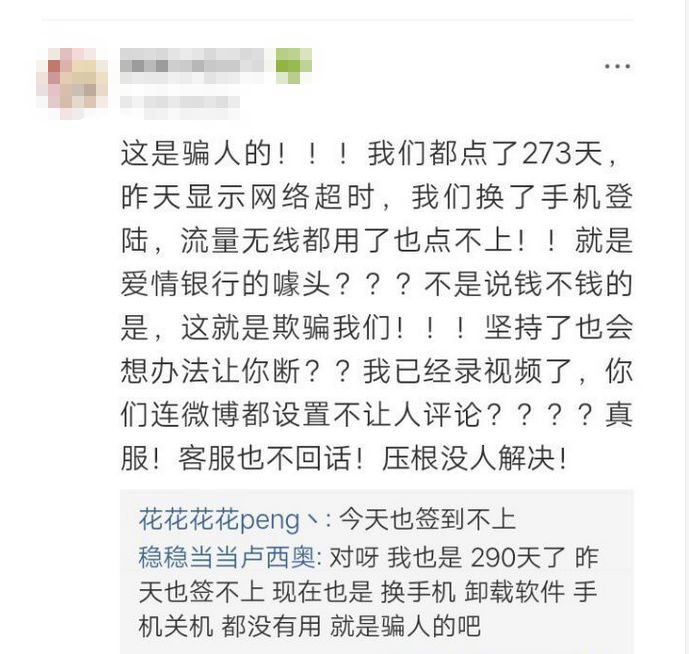 这是骗人的！！！我们都点了273天，
昨天显示网络超时，我们换了手机登
陆，流量无线都用了也点不上！！就是
爱情银行的噱头？？？不是说钱不钱的
是，这就是欺骗我们！！！坚持了也会
想办法让你断？？我已经录视频了，你
们连微博都设置不让人评论？？？？真
服！客服也不回话！压根没人解决！
花花花花peng丶: 今天也签到不上
稳稳当当卢西奥: 对呀 我也是 290天了 昨
天也签不上 现在也是 换手机 卸载软件 手
机关机 都没有用 就是骗人的吧